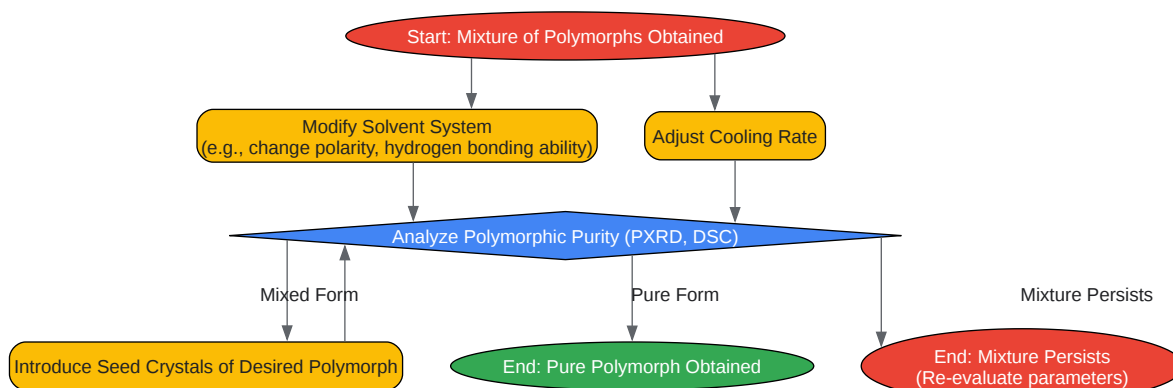 Start: Mixture of Polymorphs Obtained
Modify Solvent System
(e.g., change polarity, hydrogen bonding ability)
Adjust Cooling Rate
Analyze Polymorphic Purity (PXRD, DSC)
Mixed Form
Pure Form
Mixture Persists
Introduce Seed Crystals of Desired Polymorph
End: Pure Polymorph Obtained
End: Mixture Persists
(Re-evaluate parameters)